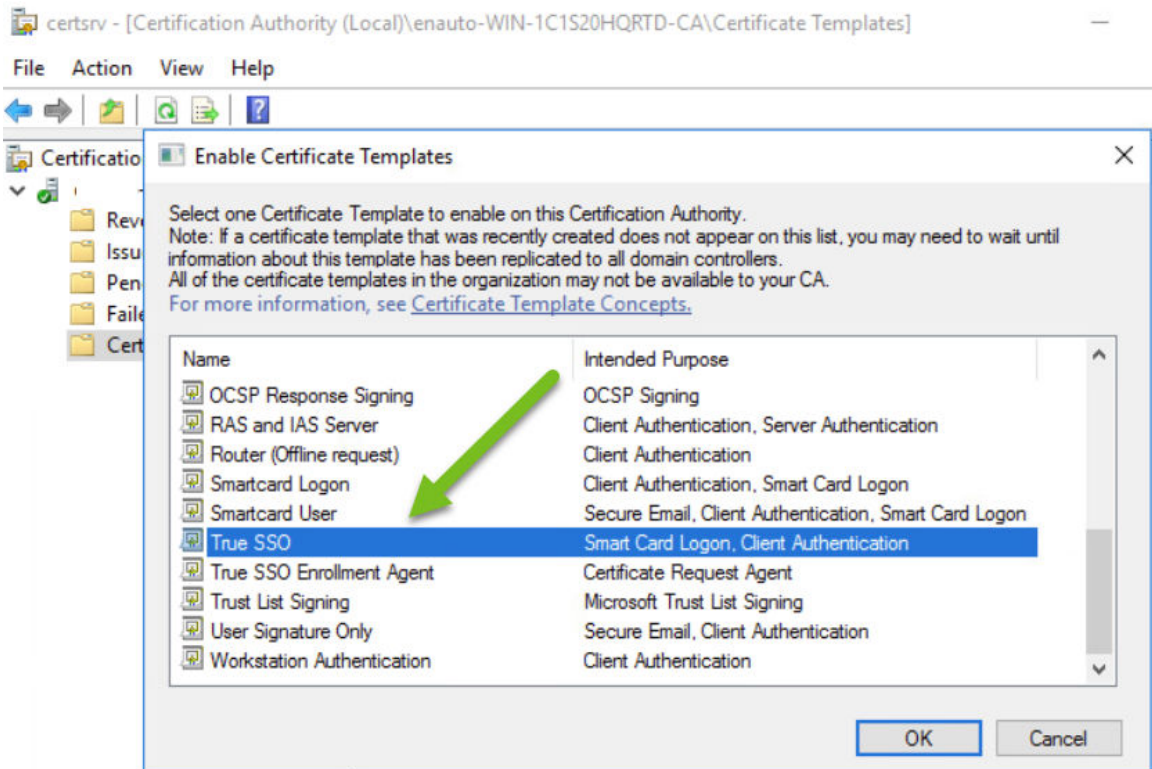 certsrv - [Certification Authority (Local)\enauto-WIN-1C1S20HQRTD-CA\Certificate Templates]
File Action View Help
Certificatio
Reve
Issu
Pen
Faile
Cert
Enable Certificate Templates
Select one Certificate Template to enable on this Certification Authority.
Note: If a certificate template that was recently created does not appear on this list, you may need to wait until
information about this template has been replicated to all domain controllers.
All of the certificate templates in the organization may not be available to your CA.
For more information, see Certificate Template Concepts.
Name Intended Purpose
OCSP Response Signing OCSP Signing
RAS and IAS Server Client Authentication, Server Authentication
Router (Offline request) Client Authentication
Smartcard Logon Client Authentication, Smart Card Logon
Smartcard User Secure Email, Client Authentication, Smart Card Logon
True SSO Smart Card Logon, Client Authentication
True SSO Enrollment Agent Certificate Request Agent
Trust List Signing Microsoft Trust List Signing
User Signature Only Secure Email, Client Authentication
Workstation Authentication Client Authentication
OK Cancel